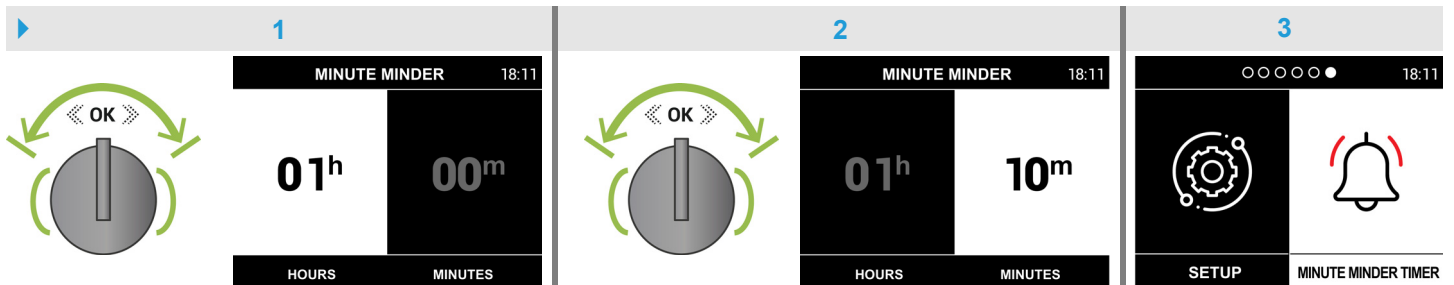 1
2
3
OK
MINUTE MINDER 18:11
01h 00m
HOURS MINUTES
OK
MINUTE MINDER 18:11
01h 10m
HOURS MINUTES
18:11
SETUP MINUTE MINDER TIMER